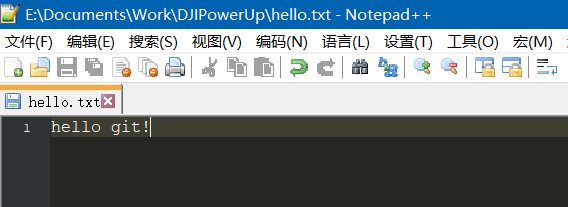 E:\Documents\Work\DJIPowerUp\hello.txt - Notepad++
文件(F) 编辑(E) 搜索(S) 视图(V) 编码(N) 语言(L) 设置(T) 工具(O) 宏(M)
hello.txt
1 hello git!